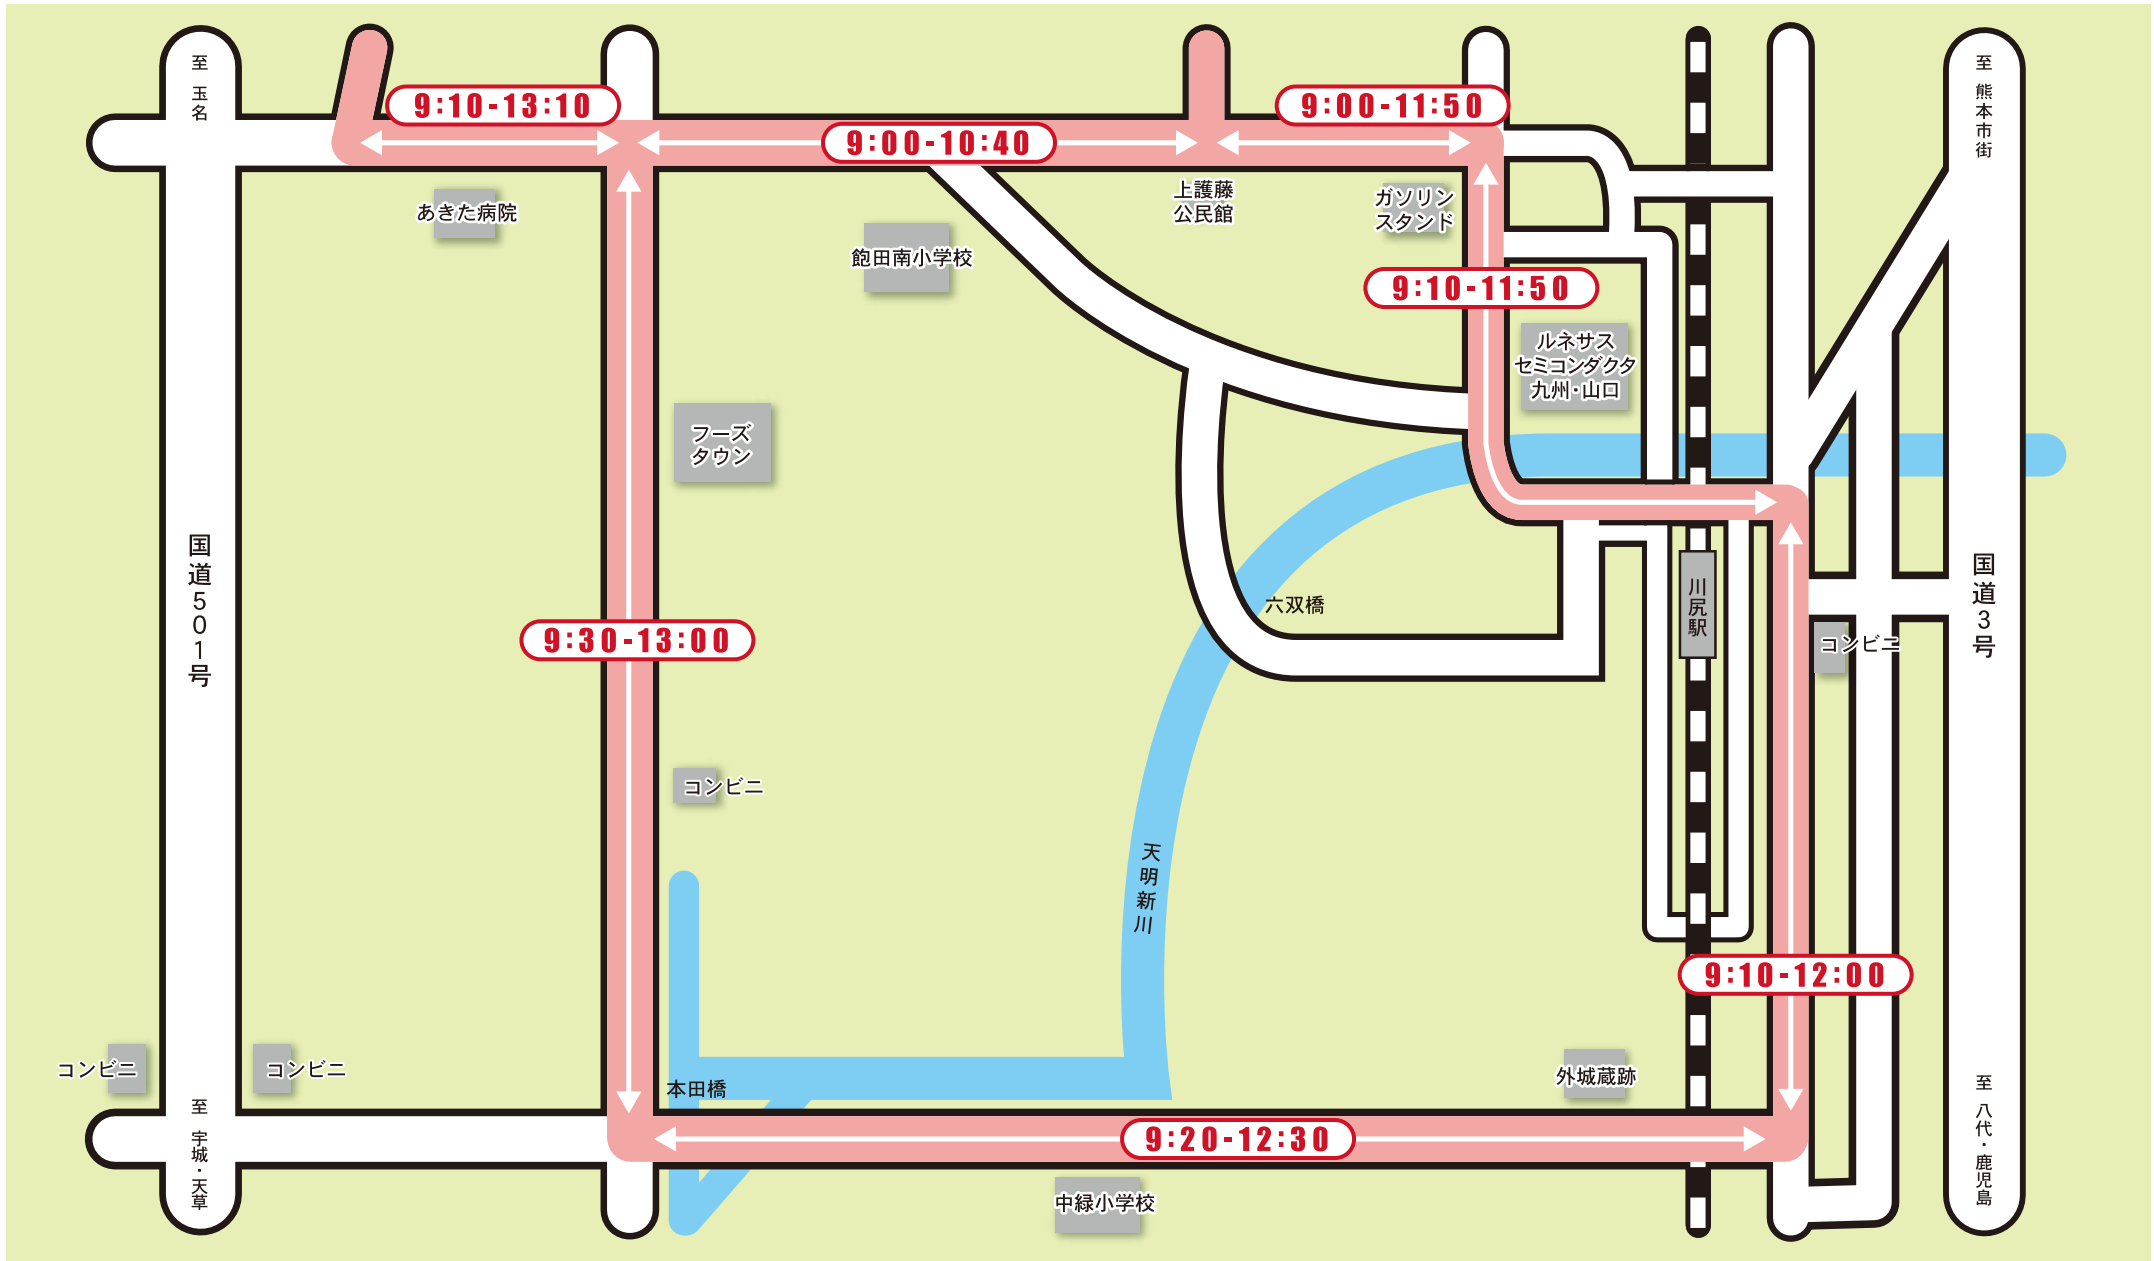 至 玉名
至 熊本市街
9:10-13:10
9:00-11:50
9:00-10:40
あきた病院
上護藤
公民館
ガソリン
スタンド
飽田南小学校
9:10-11:50
ルネサス
セミコンダクタ
九州・山口
フーズ
タウン
国道501号
国道3号
川尻駅
六双橋
9:30-13:00
コンビニ
コンビニ
天明新川
9:10-12:00
コンビニ
コンビニ
本田橋
外城蔵跡
至 宇城・天草
至 八代・鹿児島
9:20-12:30
中緑小学校